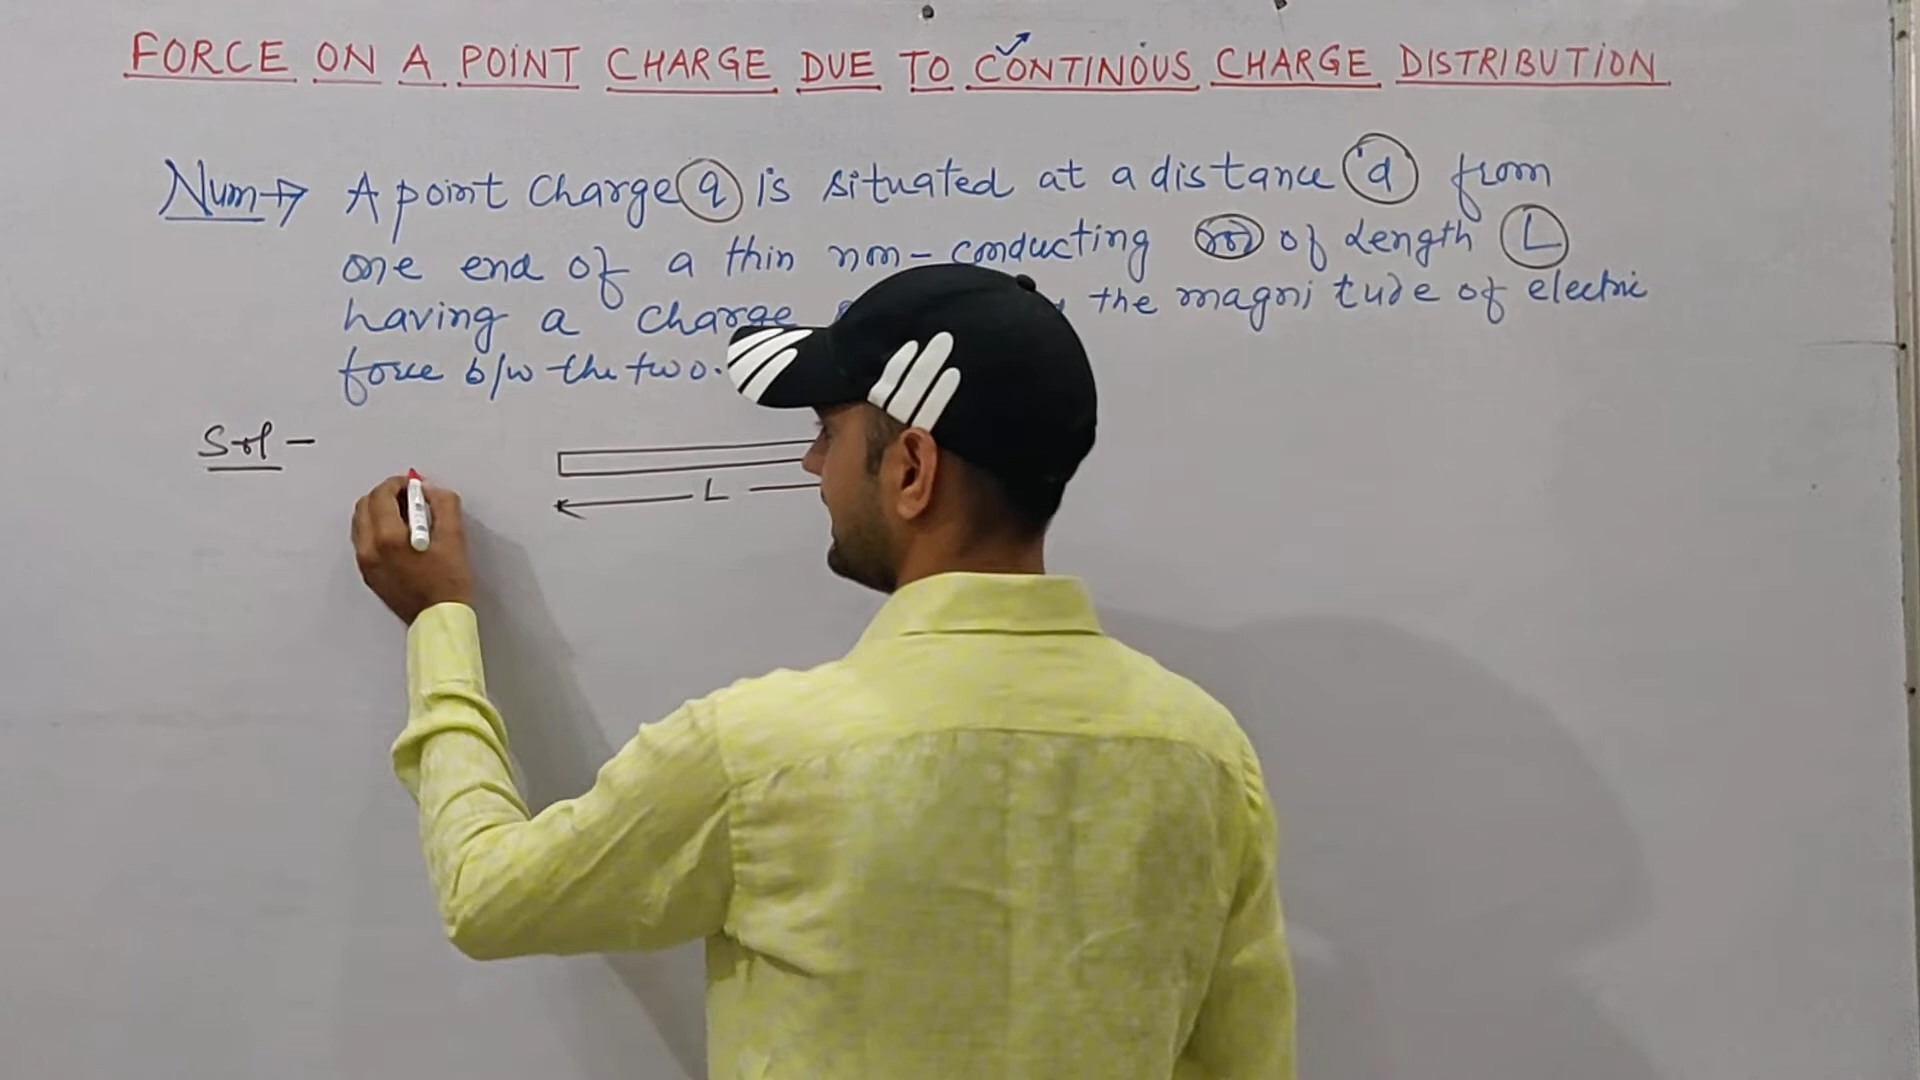 FORCE ON A POINT CHARGE DUE TO CONTINOUS CHARGE DISTRIBUTION
Num → A point Charge q is situated at a distance 'a' from
one end of a thin non-conducting rod of Length L
having a charge the magnitude of electric
force b/w the two.
Sol -
L